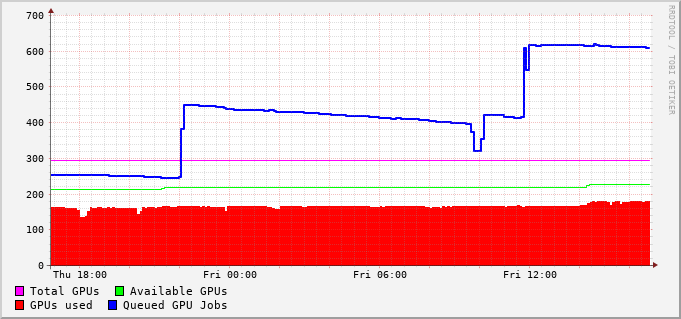 700
600
500
400
300
200
100
0
Thu 18:00 Fri 00:00 Fri 06:00 Fri 12:00
Total GPUs Available GPUs
GPUs used Queued GPU Jobs
RRDTOOL / TOBI OETIKER